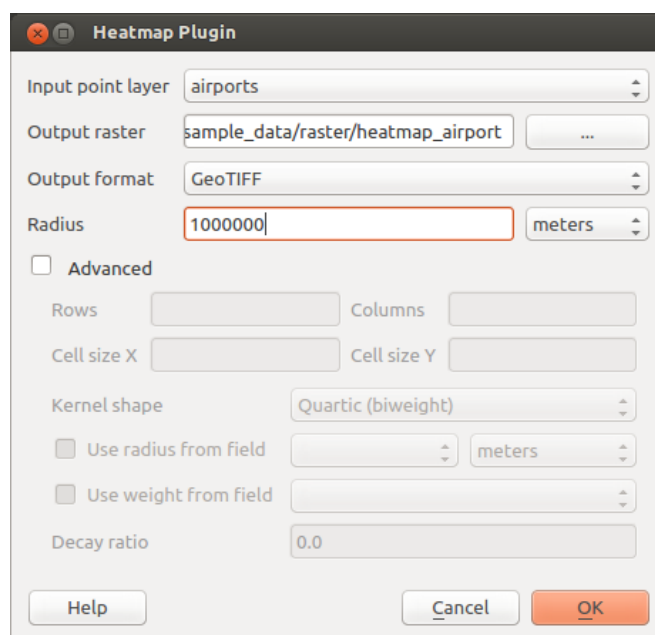 Heatmap Plugin
Input point layer airports
Output raster sample_data/raster/heatmap_airport ...
Output format GeoTIFF
Radius 1000000 meters
Advanced
Rows Columns
Cell size X Cell size Y
Kernel shape Quartic (biweight)
Use radius from field meters
Use weight from field
Decay ratio 0.0
Help Cancel OK